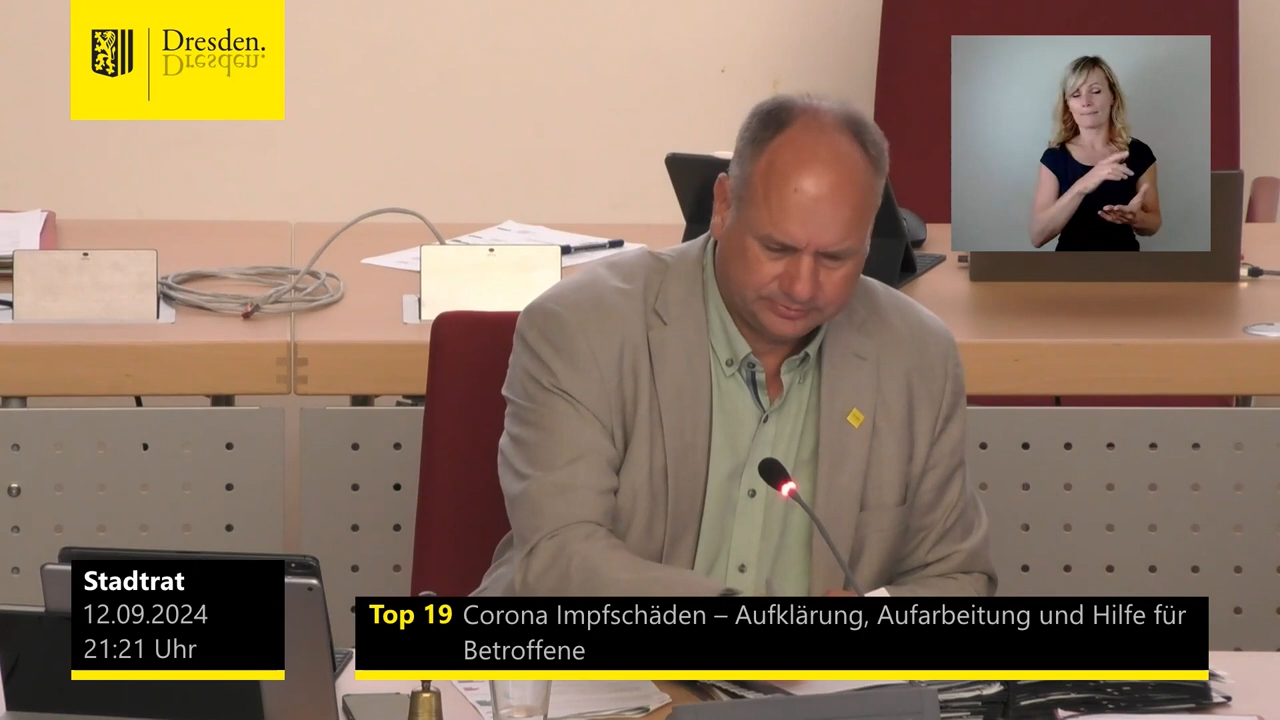 Dresden.
Dresden.
Stadtrat
12.09.2024
21:21 Uhr
Top 19 Corona Impfschäden – Aufklärung, Aufarbeitung und Hilfe für
Betroffene